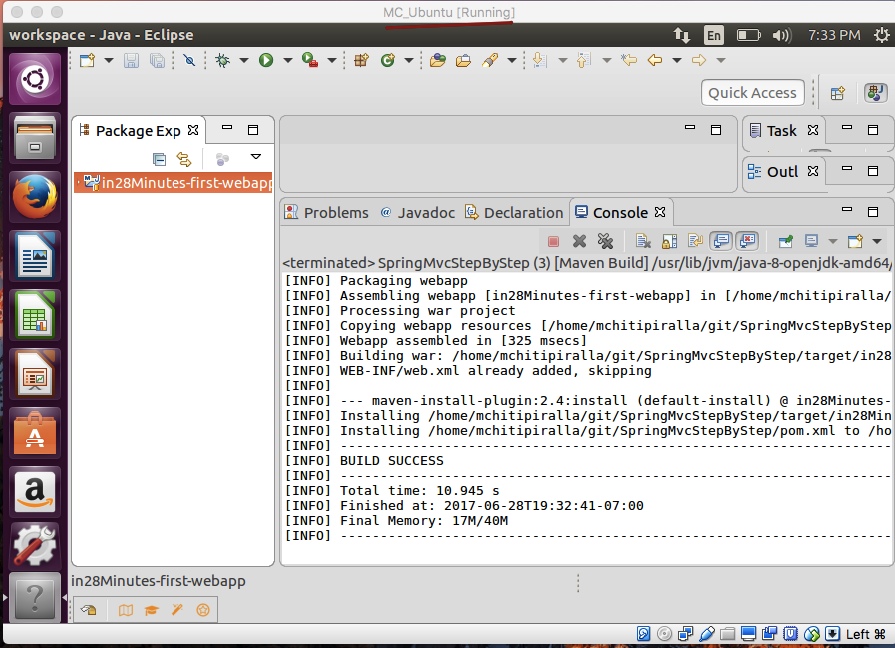 MC_Ubuntu [Running]
workspace - Java - Eclipse
En
7:33 PM
Quick Access
Package Exp
Task
in28Minutes-first-webapp
Outl
Problems
@ Javadoc
Declaration
Console
<terminated> SpringMvcStepByStep (3) [Maven Build] /usr/lib/jvm/java-8-openjdk-amd64/
[INFO] Packaging webapp
[INFO] Assembling webapp [in28Minutes-first-webapp] in [/home/mchitipiralla/
[INFO] Processing war project
[INFO] Copying webapp resources [/home/mchitipiralla/git/SpringMvcStepByStep
[INFO] Webapp assembled in [325 msecs]
[INFO] Building war: /home/mchitipiralla/git/SpringMvcStepByStep/target/in28
[INFO] WEB-INF/web.xml already added, skipping
[INFO]
[INFO] --- maven-install-plugin:2.4:install (default-install) @ in28Minutes-
[INFO] Installing /home/mchitipiralla/git/SpringMvcStepByStep/target/in28Min
[INFO] Installing /home/mchitipiralla/git/SpringMvcStepByStep/pom.xml to /ho
[INFO] ------------------------------------------------------------------------
[INFO] BUILD SUCCESS
[INFO] ------------------------------------------------------------------------
[INFO] Total time: 10.945 s
[INFO] Finished at: 2017-06-28T19:32:41-07:00
[INFO] Final Memory: 17M/40M
[INFO] ------------------------------------------------------------------------
in28Minutes-first-webapp
Left ⌘